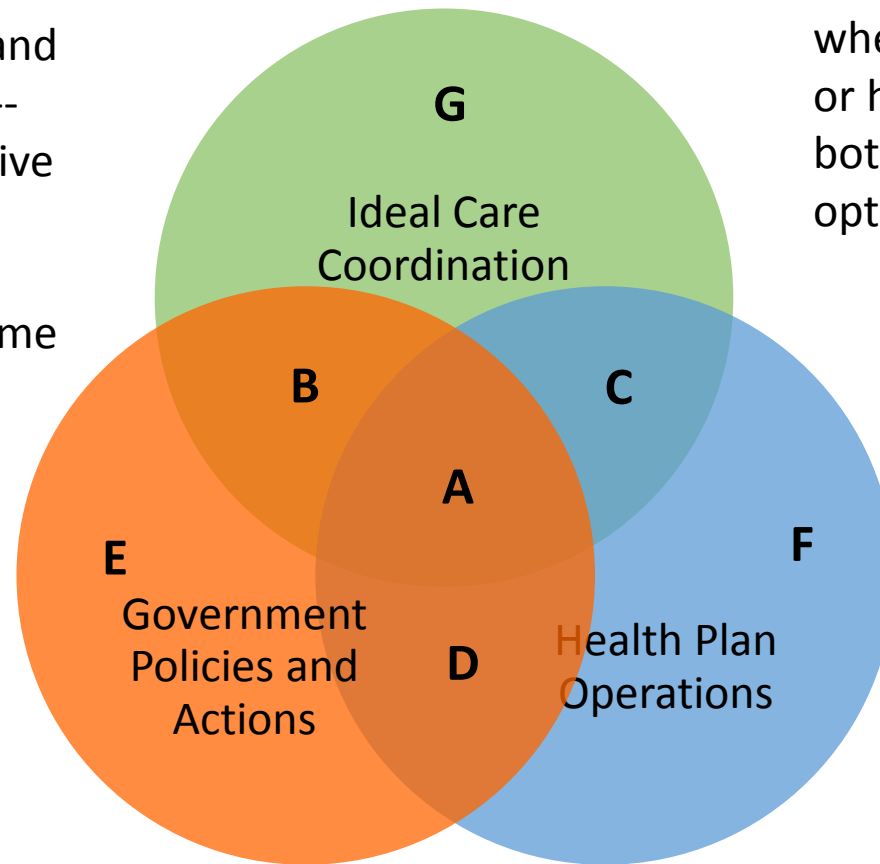 and
--
ive
me
whe
or h
bot
opt
G
Ideal Care
Coordination
B
C
A
E
Government
Policies and
Actions
D
F
Health Plan
Operations